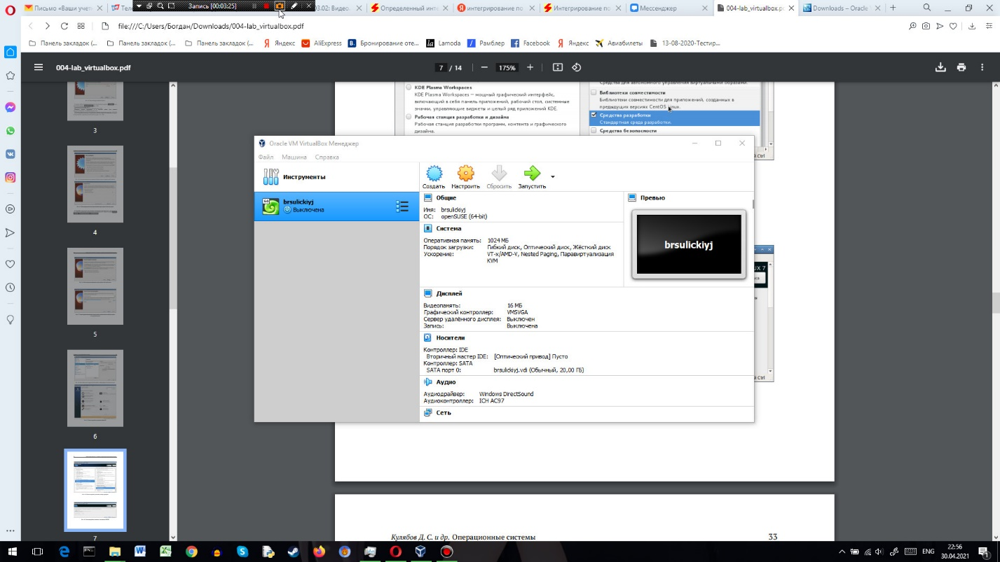 Письмо «Ваши учет
Теле
Запись [00:03:25]
03.02: Видео.
Определенный инте
интегрирование по
Интегрирование по
Мессенджер
004-lab_virtualbox.pd
Downloads – Oracle
file:///C:/Users/Богдан/Downloads/004-lab_virtualbox.pdf
Панель закладок (...
Панель закладок (...
Панель закладок (...
Яндекс
AliExpress
Бронирование оте...
Lamoda
Рамблер
Facebook
Яндекс
Авиабилеты
13-08-2020-Тестир...
004-lab_virtualbox.pdf
7 / 14
175%
3
4
5
6
7
KDE Plasma Workspaces
KDE Plasma Workspaces — мощный графический интерфейс,
включающий в себя панель приложений, рабочий стол, системные
значки, управляющие виджеты и целый ряд приложений KDE.
Рабочая станция разработки и дизайна
Рабочая станция разработки программ, контента и графического
дизайна.
Средства для автономного управления виртуальными образами.
Библиотеки совместимости
Библиотеки совместимости для приложений, созданных в
предыдущих версиях CentOS Linux.
Средства разработки
Стандартная среда разработки.
Средства безопасности
й Ctrl
Oracle VM VirtualBox Менеджер
Файл
Машина
Справка
Инструменты
Создать
Настроить
Сбросить
Запустить
64
brsulickiyj
Выключена
Общие
Имя: brsulickiyj
ОС: openSUSE (64-bit)
Система
Оперативная память: 1024 МБ
Порядок загрузки: Гибкий диск, Оптический диск, Жёсткий диск
Ускорение: VT-x/AMD-V, Nested Paging, Паравиртуализация
KVM
Превью
brsulickiyj
Дисплей
Видеопамять: 16 МБ
Графический контроллер: VMSVGA
Сервер удалённого дисплея: Выключен
Запись: Выключена
Носители
Контроллер: IDE
Вторичный мастер IDE: [Оптический привод] Пусто
Контроллер: SATA
SATA порт 0: brsulickiyj.vdi (Обычный, 20,00 ГБ)
Аудио
Аудиодрайвер: Windows DirectSound
Аудиоконтроллер: ICH AC97
Сеть
UX 7
й Ctrl
Кулябов Д. С. и др. Операционные системы
33
ENG
22:56
30.04.2021